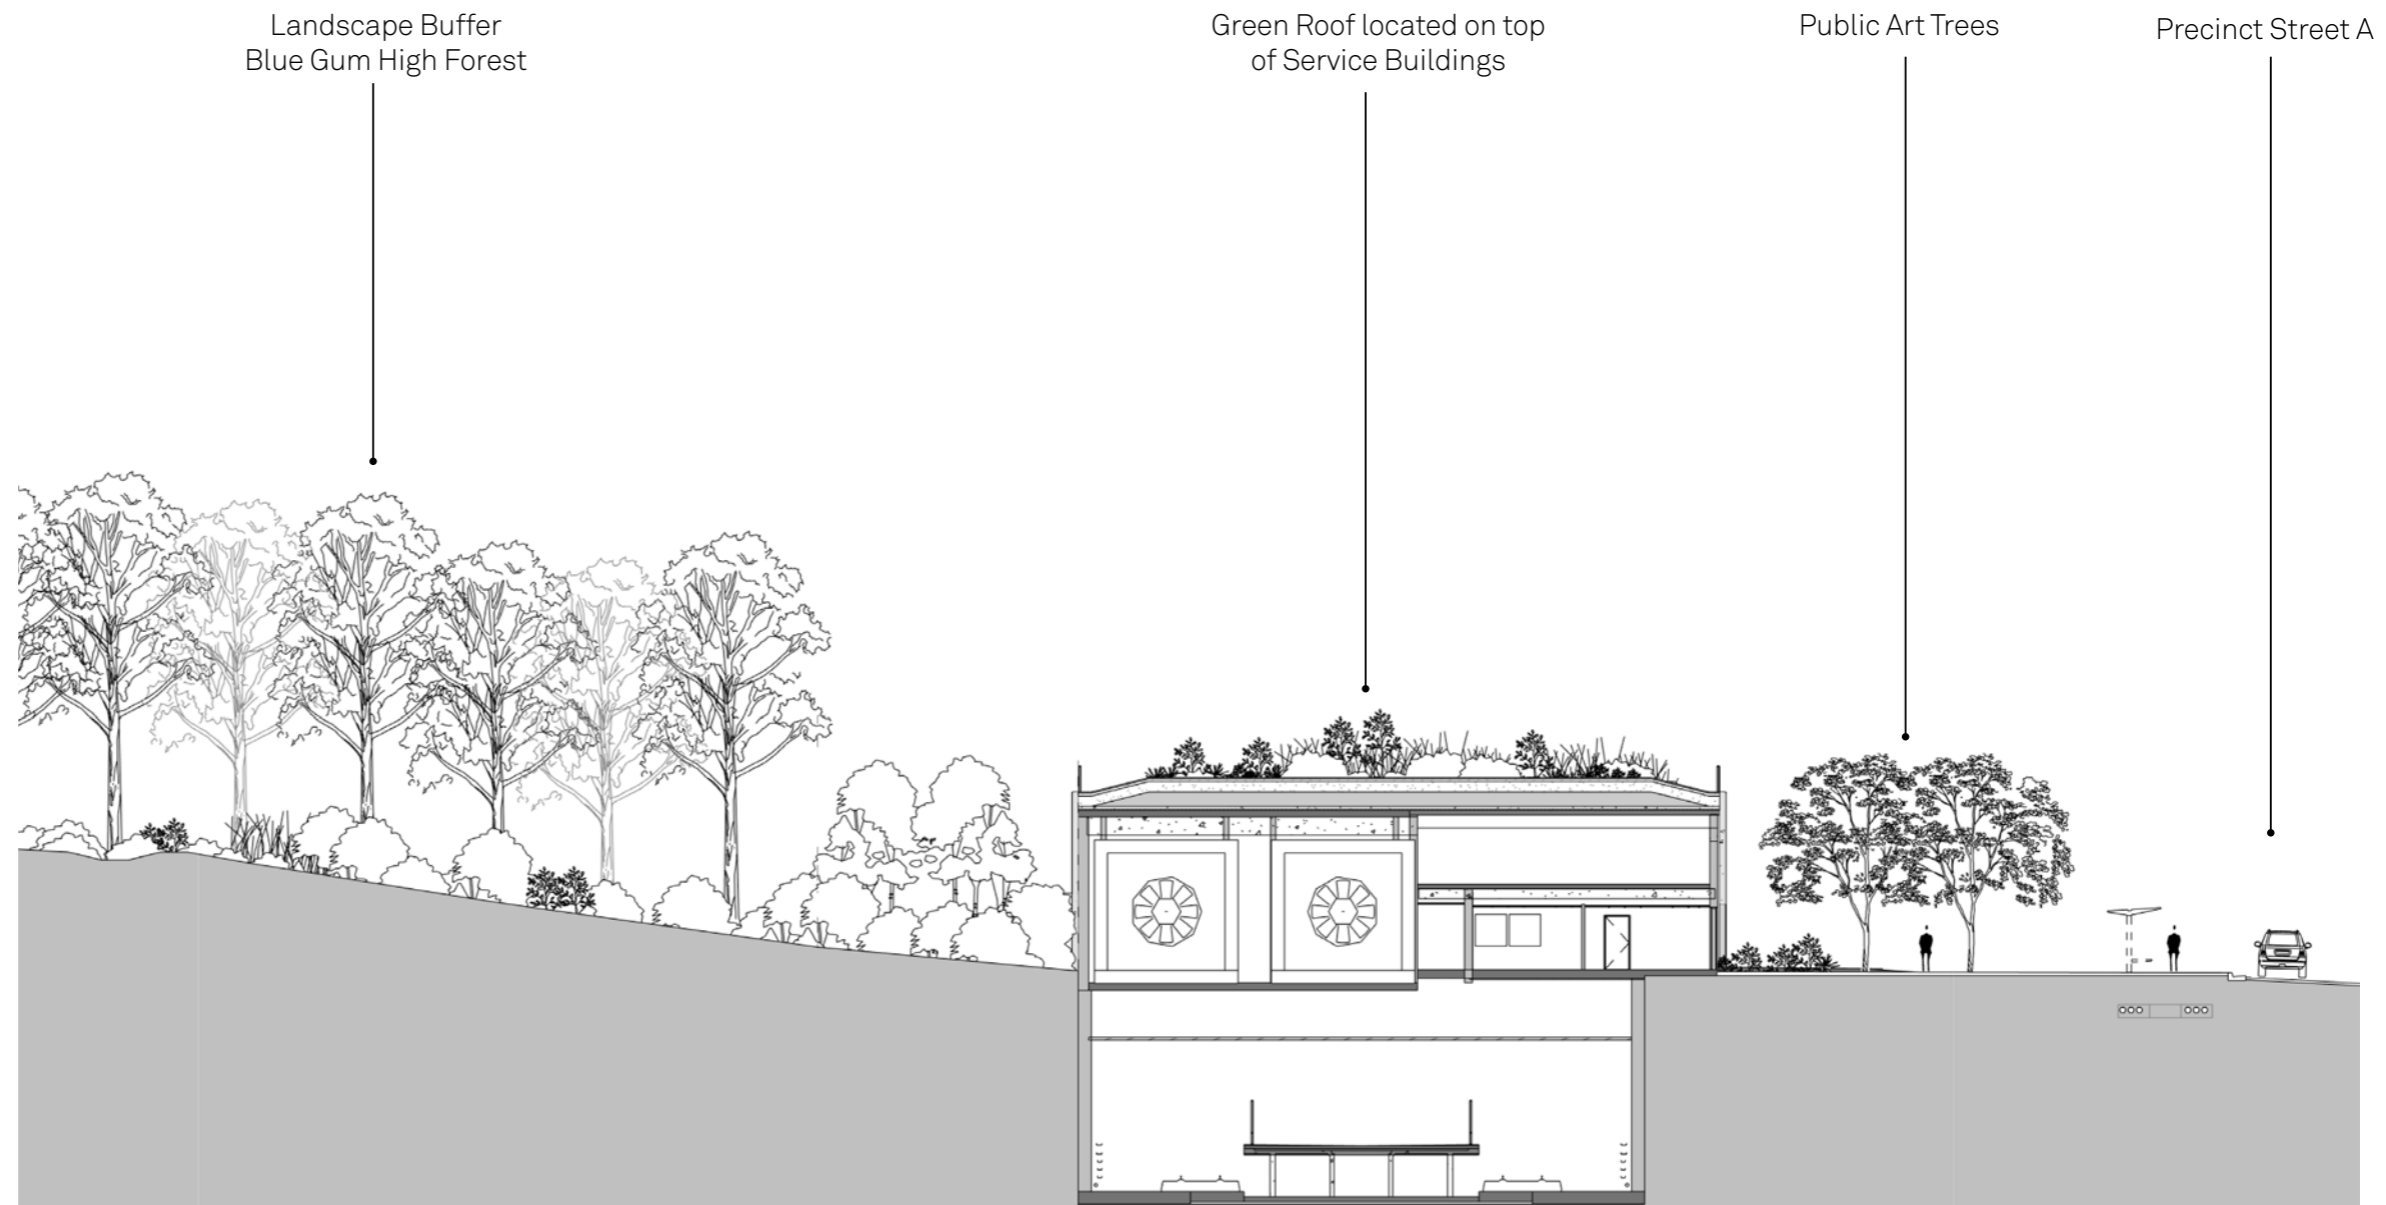 Landscape Buffer
Blue Gum High Forest
Green Roof located on top
of Service Buildings
Public Art Trees
Precinct Street A